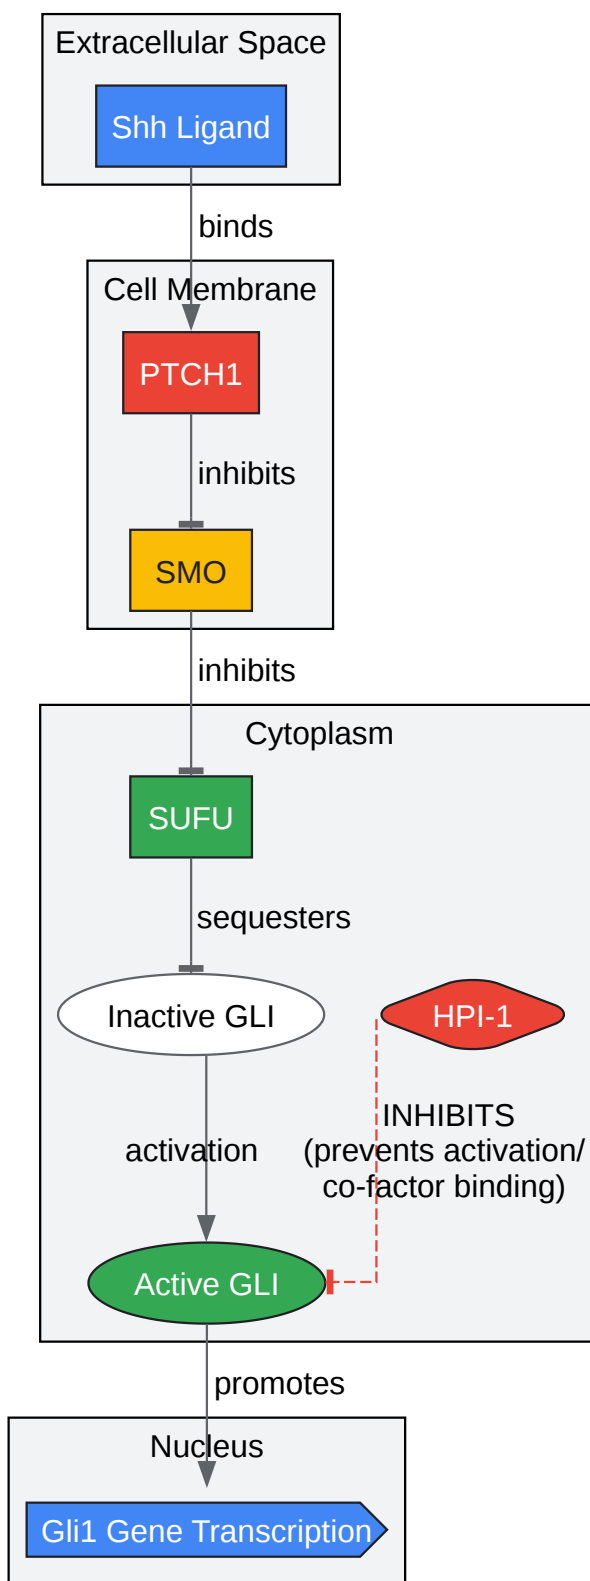 Extracellular Space
Shh Ligand
binds
Cell Membrane
PTCH1
inhibits
SMO
inhibits
Cytoplasm
SUFU
sequesters
Inactive GLI
HPI-1
INHIBITS
(prevents activation/
co-factor binding)
activation
Active GLI
promotes
Nucleus
Gli1 Gene Transcription